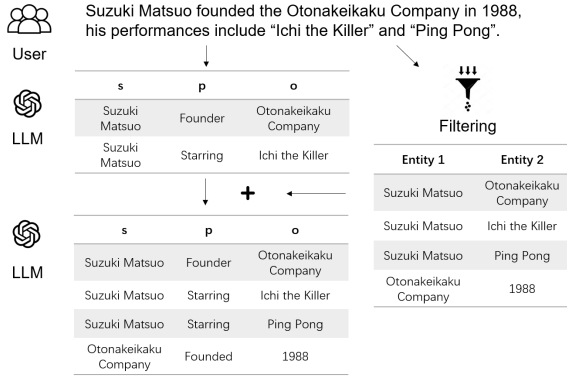 Suzuki Matsuo founded the Otonakeikaku Company in 1988,
his performances include “Ichi the Killer” and “Ping Pong”.
User
s p o
Suzuki
Matsuo
Founder
Otonakeikaku
Company
Suzuki
Matsuo
Starring
Ichi the Killer
LLM
Filtering
Entity 1 Entity 2
Suzuki Matsuo
Otonakeikaku
Company
Suzuki Matsuo Ichi the Killer
Suzuki Matsuo Ping Pong
Otonakeikaku
Company
1988
+
s p o
Suzuki Matsuo Founder
Otonakeikaku
Company
Suzuki Matsuo Starring Ichi the Killer
Suzuki Matsuo Starring Ping Pong
Otonakeikaku
Company
Founded 1988
LLM